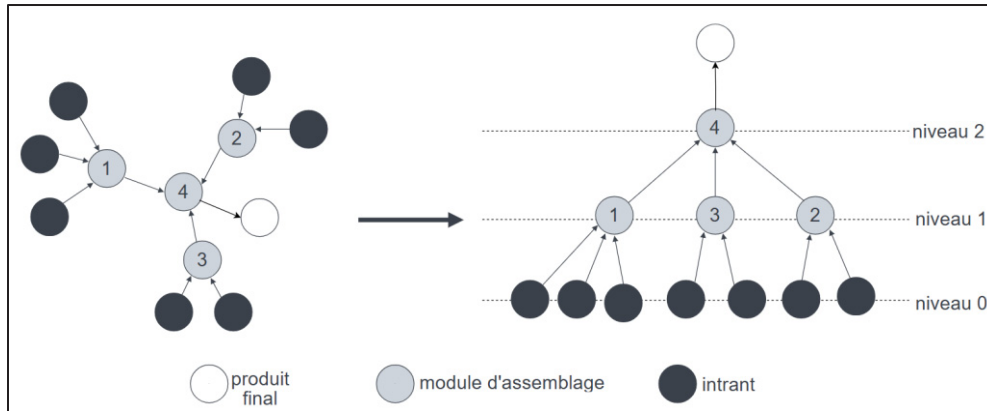 1
2
4
3
4
niveau 2
1
3
2
niveau 1
niveau 0
produit
final
module d'assemblage
intrant